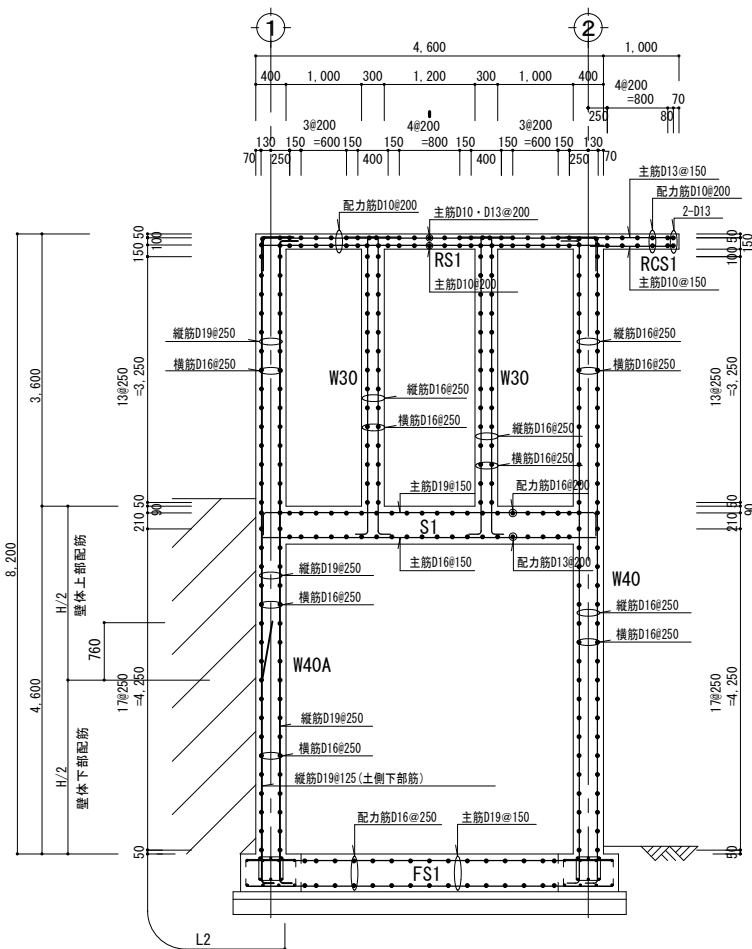 1
2
4,600
1,000
400
1,000
300
1,200
300
1,000
400
4@200
=800
250
80
70
3@200
4@200
3@200
130
150
=600
150
150
=800
150
150
=600
150
130
70
250
400
400
250
70
主筋D13@150
配力筋D10@200
2-D13
配力筋D10@200
主筋D10・D13@200
50
100
150
RS1
RCS1
主筋D10@200
主筋D10@150
50
100
150
縦筋D19@250
横筋D16@250
縦筋D16@250
横筋D16@250
3,600
13@250
=3,250
W30
W30
縦筋D16@250
横筋D16@250
縦筋D16@250
横筋D16@250
13@250
=3,250
主筋D19@150
配力筋D16@200
50
90
210
S1
50
90
210
主筋D16@150
配力筋D13@200
8,200
H/2
壁体上部配筋
縦筋D19@250
横筋D16@250
W40
縦筋D16@250
横筋D16@250
760
W40A
4,600
17@250
=4,250
17@250
=4,250
縦筋D19@250
横筋D16@250
H/2
壁体下部配筋
縦筋D19@125(土側下部筋)
配力筋D16@250
主筋D19@150
50
50
FS1
L2